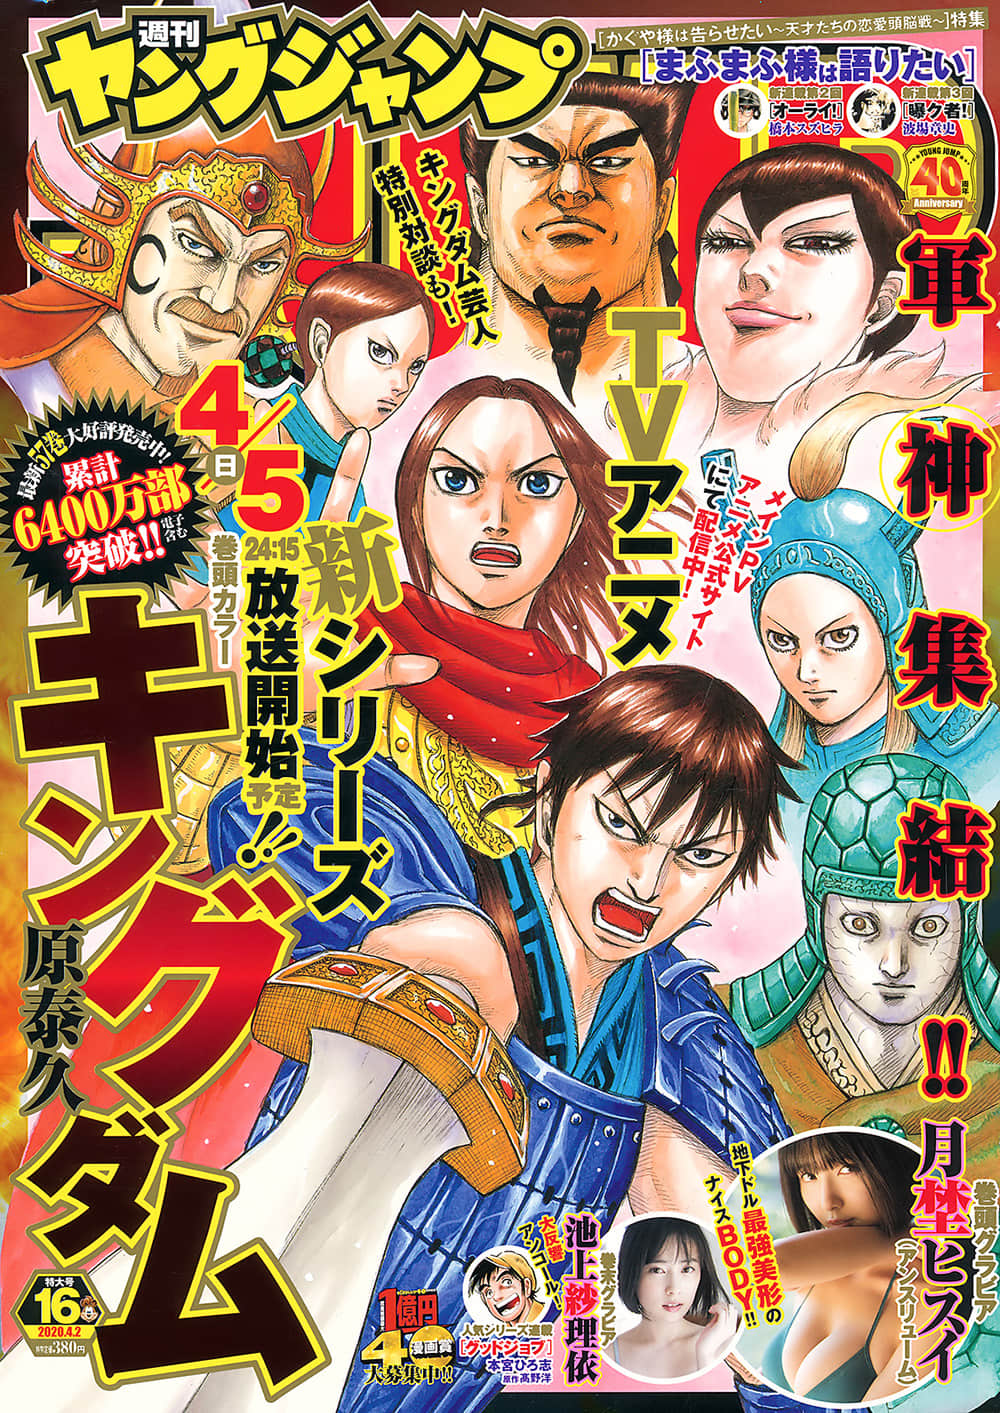 週刊
ヤングジャンプ
[かぐや様は告らせたい～天才たちの恋愛頭脳戦～]特集
[まふまふ様は語りたい]
新連載第2回
[オーライ!]
橋本スズヒラ
新連載第3回
[曝ク者!]
波場章史
YOUNG JUMP
40
周年
Anniversary
軍神集結!!
キングダム芸人
特別対談も!
TVアニメ
メインPV
アニメ公式サイト
にて配信中!
4/5
日
24:15
新シリーズ
放送開始予定!!
最新57巻大好評発売中!
累計
6400万部
突破!!
電子含む
巻頭カラー
キングダム
原泰久
特大号
16
2020.4.2
380円
巻頭グラビア
月埜ヒスイ
(アンスリューム)
地下ドル最強美形の
ナイスBODY!!
巻末グラビア
池上紗理依
大反響
アンコール!
人気シリーズ連載
[グッドジョブ]
本宮ひろ志
原作 高野洋
1億円
40
漫画賞
大募集中!!